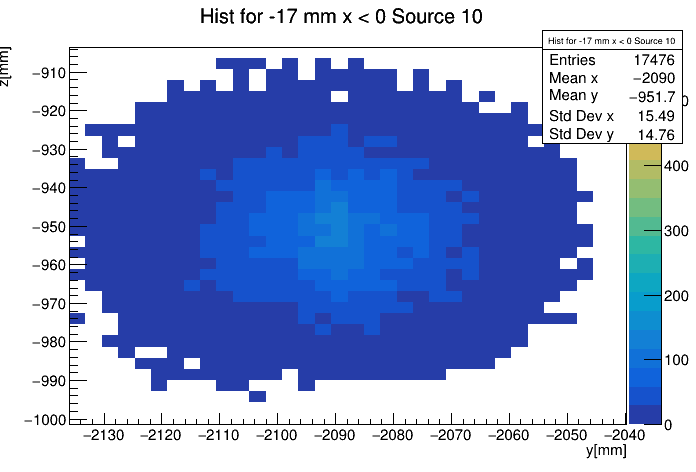 Hist for -17 mm x < 0 Source 10
Hist for -17 mm x < 0 Source 10
Entries 17476
Mean x −2090
Mean y −951.7
Std Dev x 15.49
Std Dev y 14.76
z[mm]
−910
−920
−930
−940
−950
−960
−970
−980
−990
−1000
−2130 −2120 −2110 −2100 −2090 −2080 −2070 −2060 −2050 −2040
y[mm]
400
300
200
100
0